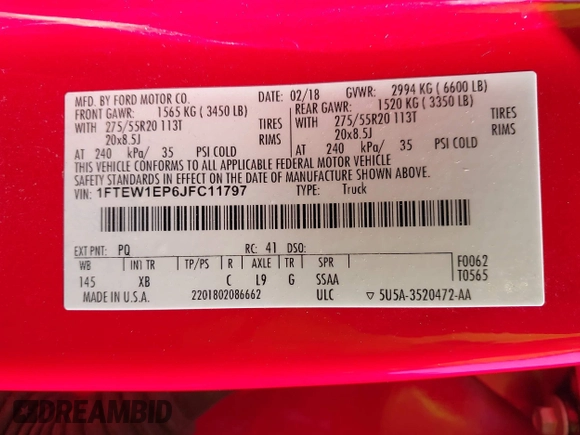 MFD. BY FORD MOTOR CO. DATE: 02/18 GVWR: 2994 KG ( 6600 LB)
FRONT GAWR: 1565 KG ( 3450 LB) REAR GAWR: 1520 KG ( 3350 LB)
WITH 275/55R20 113T TIRES WITH 275/55R20 113T TIRES
20x8.5J RIMS 20x8.5J RIMS
AT 240 kPa/ 35 PSI COLD AT 240 kPa/ 35 PSI COLD
THIS VEHICLE CONFORMS TO ALL APPLICABLE FEDERAL MOTOR VEHICLE
SAFETY STANDARDS IN EFFECT ON THE DATE OF MANUFACTURE SHOWN ABOVE.
VIN: 1FTEW1EP6JFC11797 TYPE: Truck
EXT PNT: PQ RC: 41 DSO:
WB INT TR TP/PS R AXLE TR SPR F0062
145 XB C L9 G SSAA T0565
MADE IN U.S.A. 2201802086662 ULC ▽ 5U5A-3520472-AA
DREAMBID